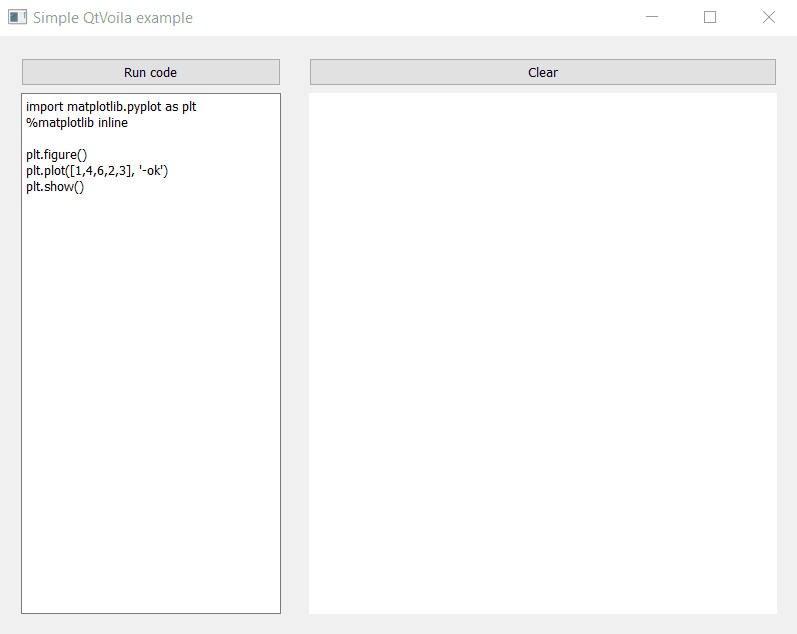 Simple QtVoila example
Run code
Clear
import matplotlib.pyplot as plt
%matplotlib inline
plt.figure()
plt.plot([1,4,6,2,3], '-ok')
plt.show()